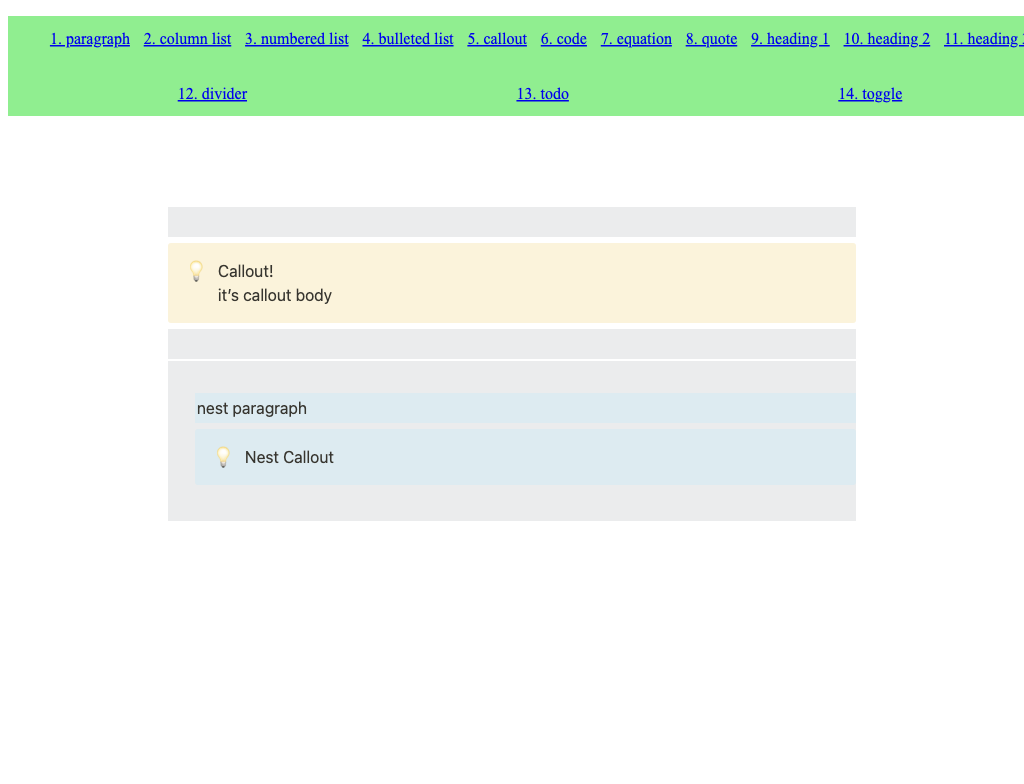 1. paragraph 2. column list 3. numbered list 4. bulleted list 5. callout 6. code 7. equation 8. quote 9. heading 1 10. heading 2 11. heading
12. divider 13. todo 14. toggle
Callout!
it’s callout body
nest paragraph
Nest Callout